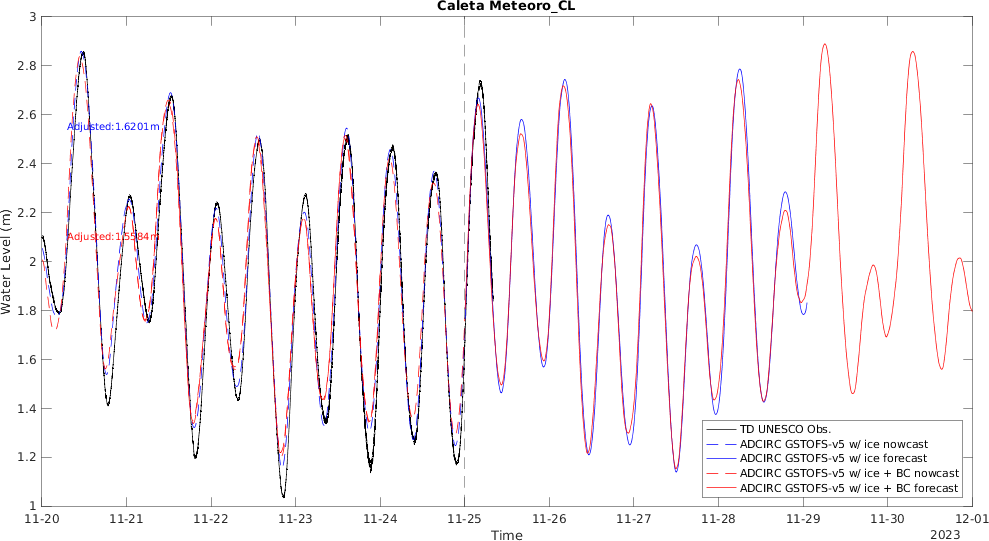 Caleta Meteoro_CL
3
2.8
2.6
2.4
2.2
2
1.8
1.6
1.4
1.2
1
Water Level (m)
Adjusted:1.6201m
Adjusted:1.5584m
TD UNESCO Obs.
ADCIRC GSTOFS-v5 w/ ice nowcast
ADCIRC GSTOFS-v5 w/ ice forecast
ADCIRC GSTOFS-v5 w/ ice + BC nowcast
ADCIRC GSTOFS-v5 w/ ice + BC forecast
11-20 11-21 11-22 11-23 11-24 11-25 11-26 11-27 11-28 11-29 11-30 12-01
Time
2023